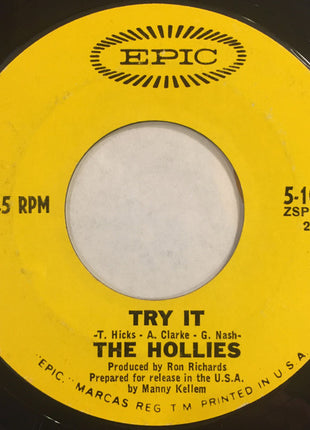 EPIC
5 RPM
5-10
ZSP
2
TRY IT
-T. Hicks - A. Clarke - G. Nash-
THE HOLLIES
Produced by Ron Richards
Prepared for release in the U.S.A.
by Manny Kellem
"EPIC", MARCAS REG. T M PRINTED IN U.S.A.